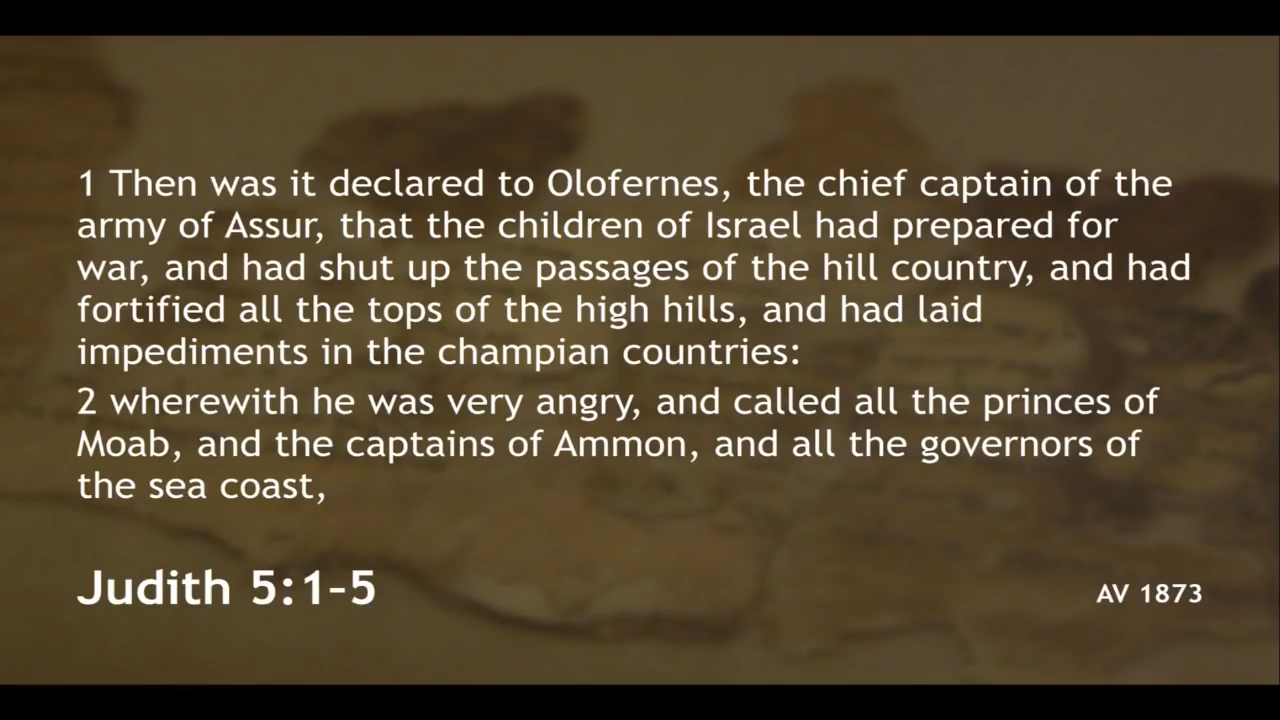 1 Then was it declared to Olofernes, the chief captain of the
army of Assur, that the children of Israel had prepared for
war, and had shut up the passages of the hill country, and had
fortified all the tops of the high hills, and had laid
impediments in the champian countries:
2 wherewith he was very angry, and called all the princes of
Moab, and the captains of Ammon, and all the governors of
the sea coast,
Judith 5:1–5
AV 1873